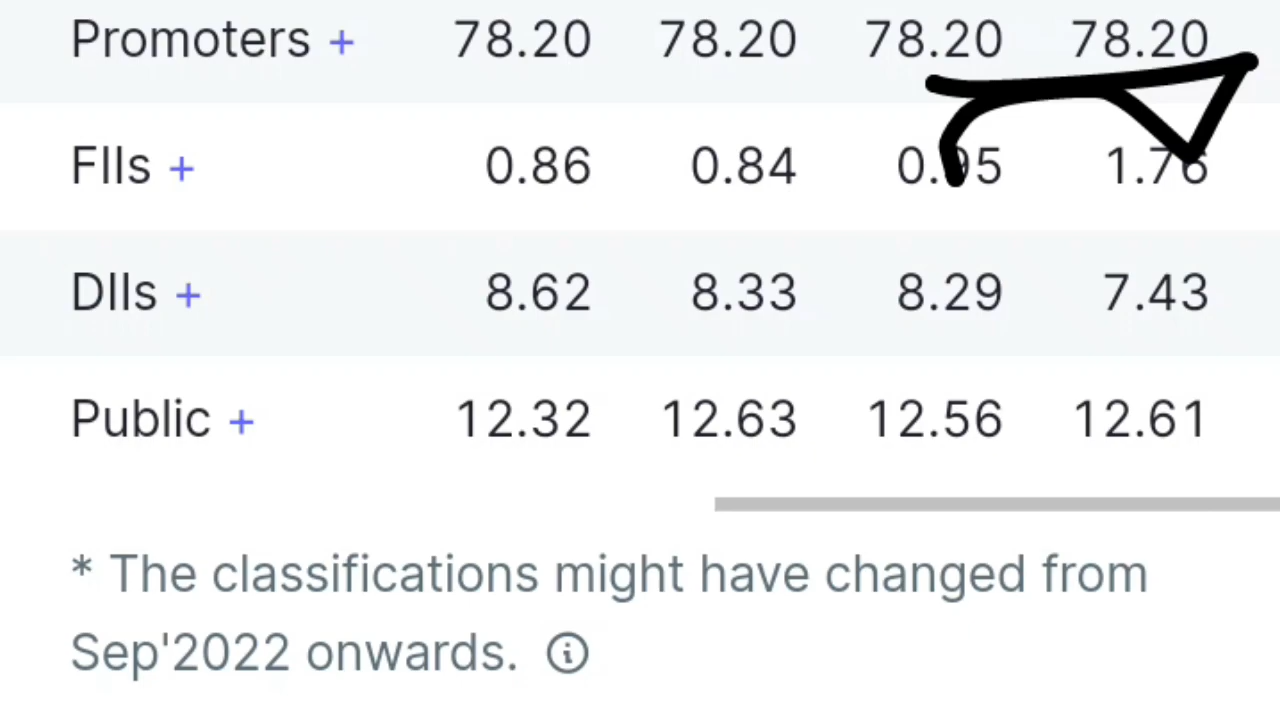 Promoters + 78.20 78.20 78.20 78.20
FIIs + 0.86 0.84 0.95 1.76
DIIs + 8.62 8.33 8.29 7.43
Public + 12.32 12.63 12.56 12.61
* The classifications might have changed from
Sep'2022 onwards.